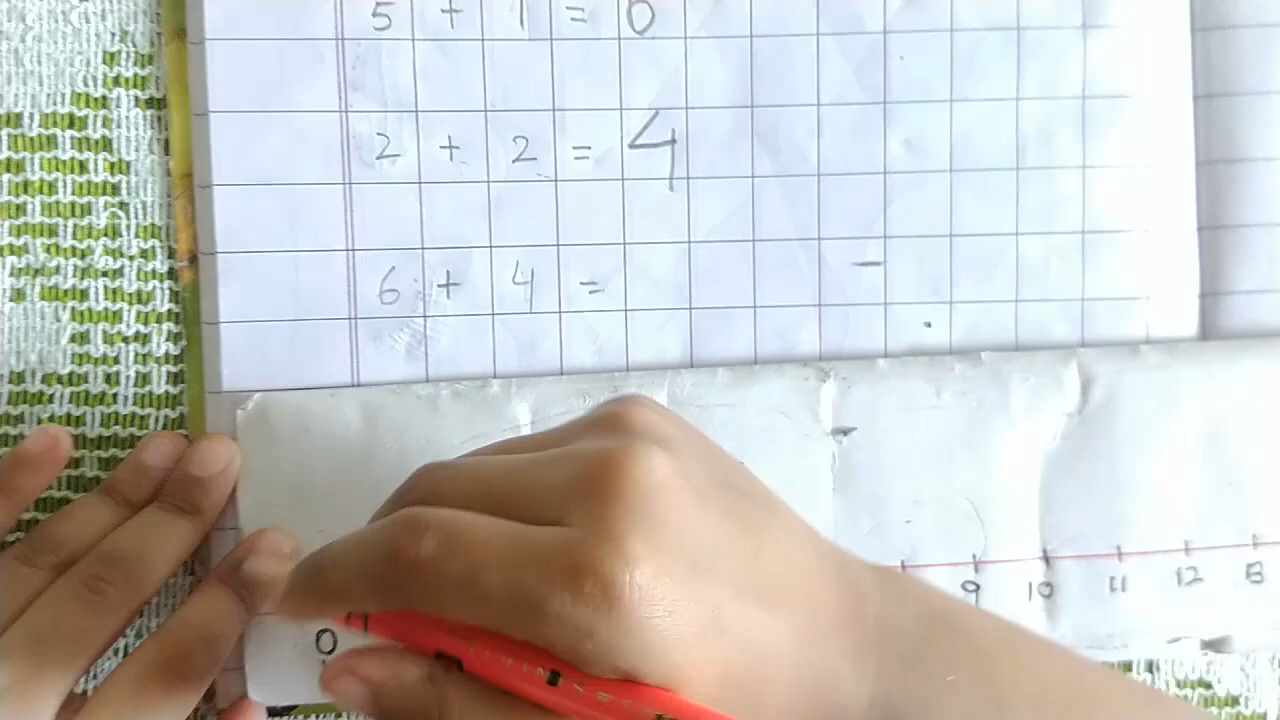 5 + 1 = 6
2 + 2 = 4
6 + 4 =
9 10 11 12 13
0